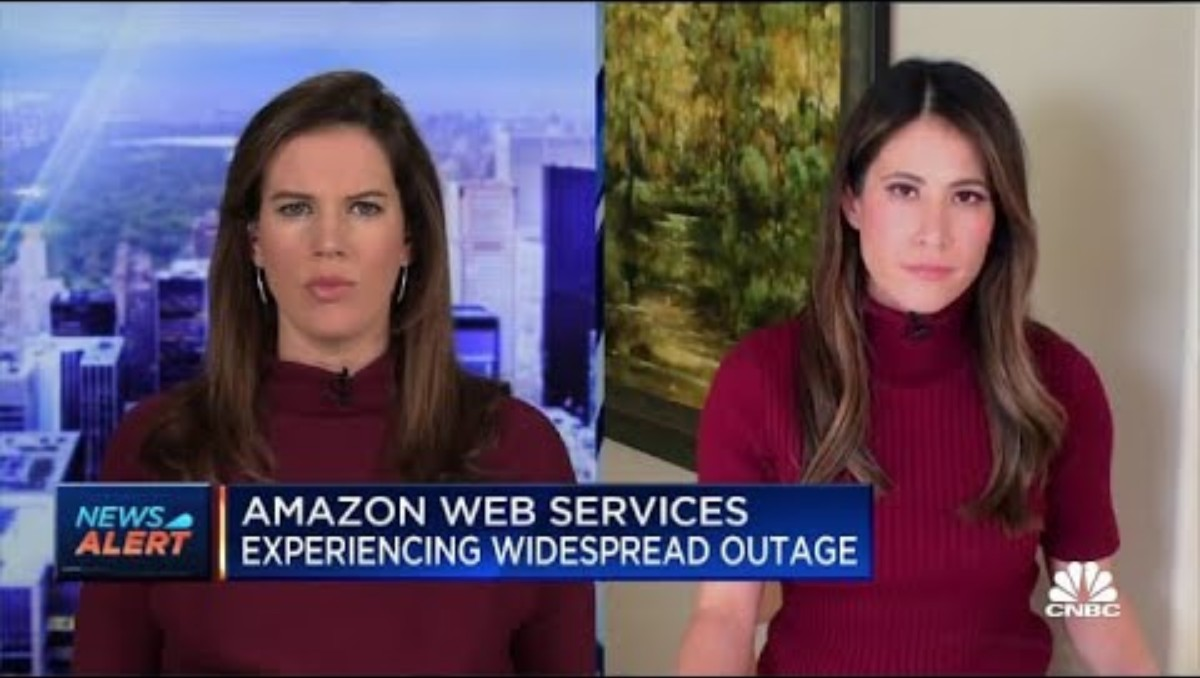 NEWS
ALERT
AMAZON WEB SERVICES
EXPERIENCING WIDESPREAD OUTAGE
CNBC